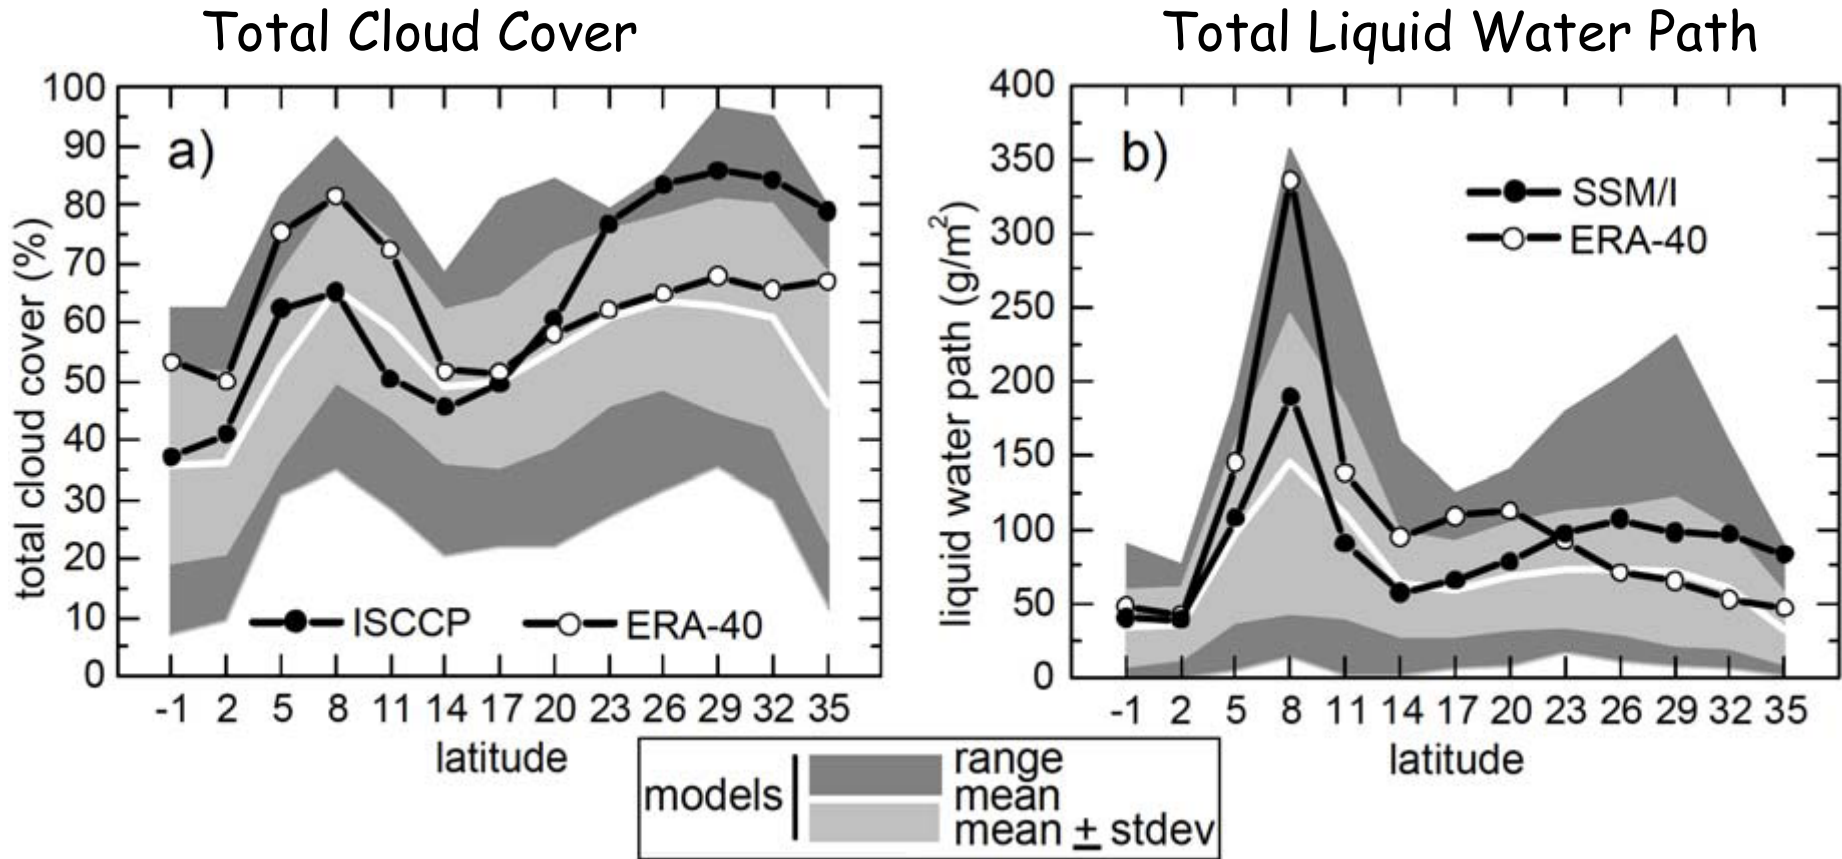 Total Cloud Cover
100
90
80
70
60
50
40
30
20
10
0
total cloud cover (%)
a)
ISCCP
ERA-40
-1 2 5 8 11 14 17 20 23 26 29 32 35
latitude
Total Liquid Water Path
400
350
300
250
200
150
100
50
0
liquid water path (g/m²)
b)
SSM/I
ERA-40
-1 2 5 8 11 14 17 20 23 26 29 32 35
latitude
models
range
mean
mean ± stdev